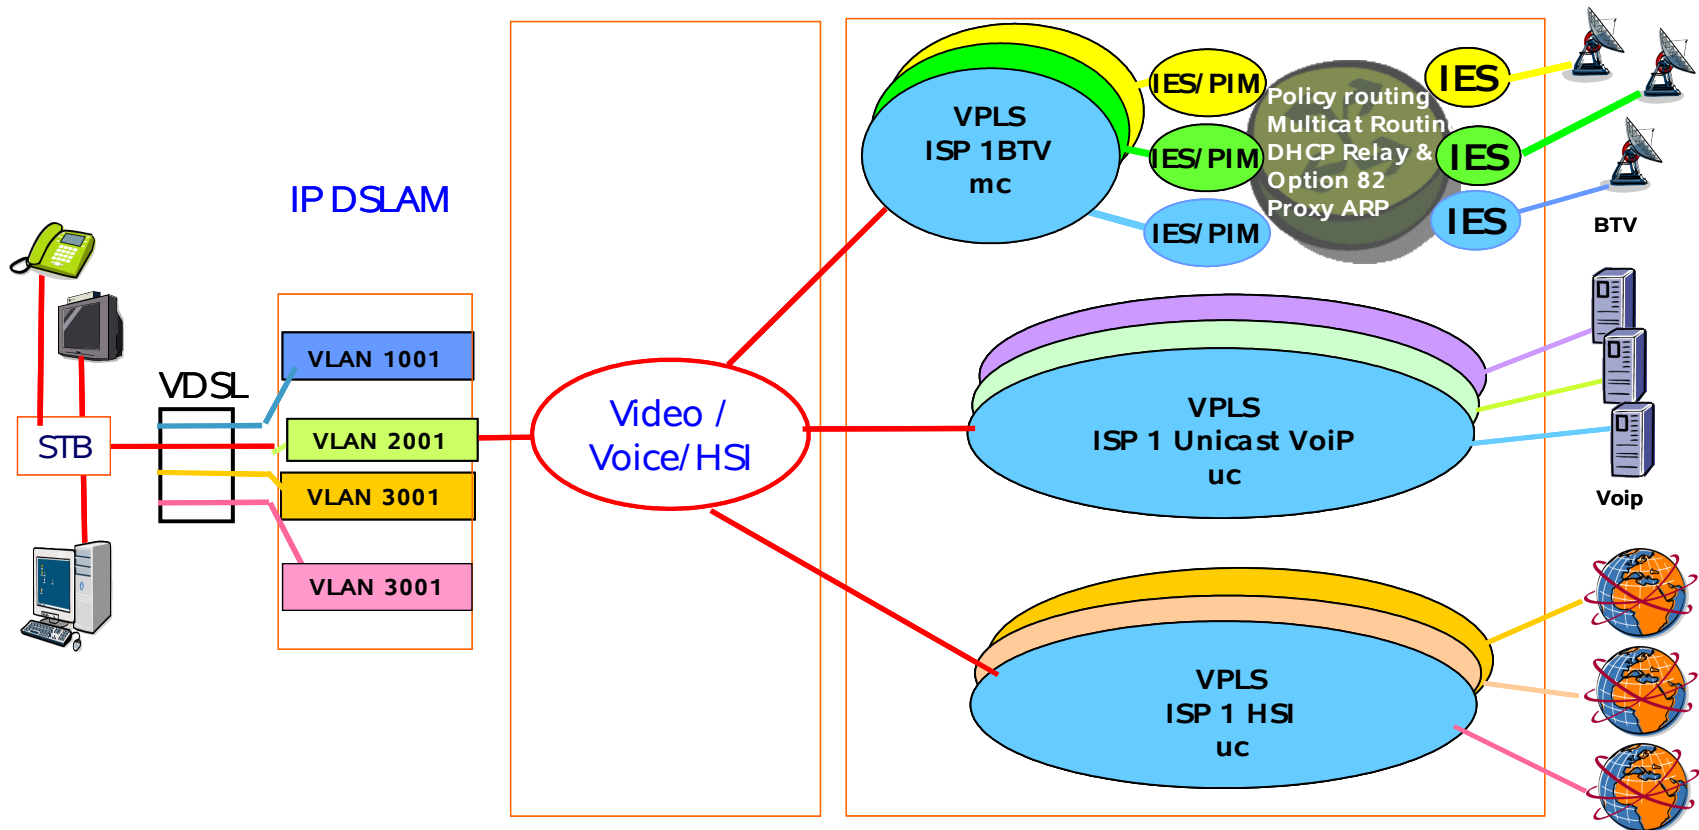 IP DSLAM
VDSL
STB
VLAN 1001
VLAN 2001
VLAN 3001
VLAN 3001
Video /
Voice/HSI
VPLS
ISP 1BTV
mc
IES/PIM
IES/PIM
IES/PIM
Policy routing
Multicat Routin
DHCP Relay &
Option 82
Proxy ARP
IES
IES
IES
BTV
VPLS
ISP 1 Unicast VoiP
uc
Voip
VPLS
ISP 1 HSI
uc